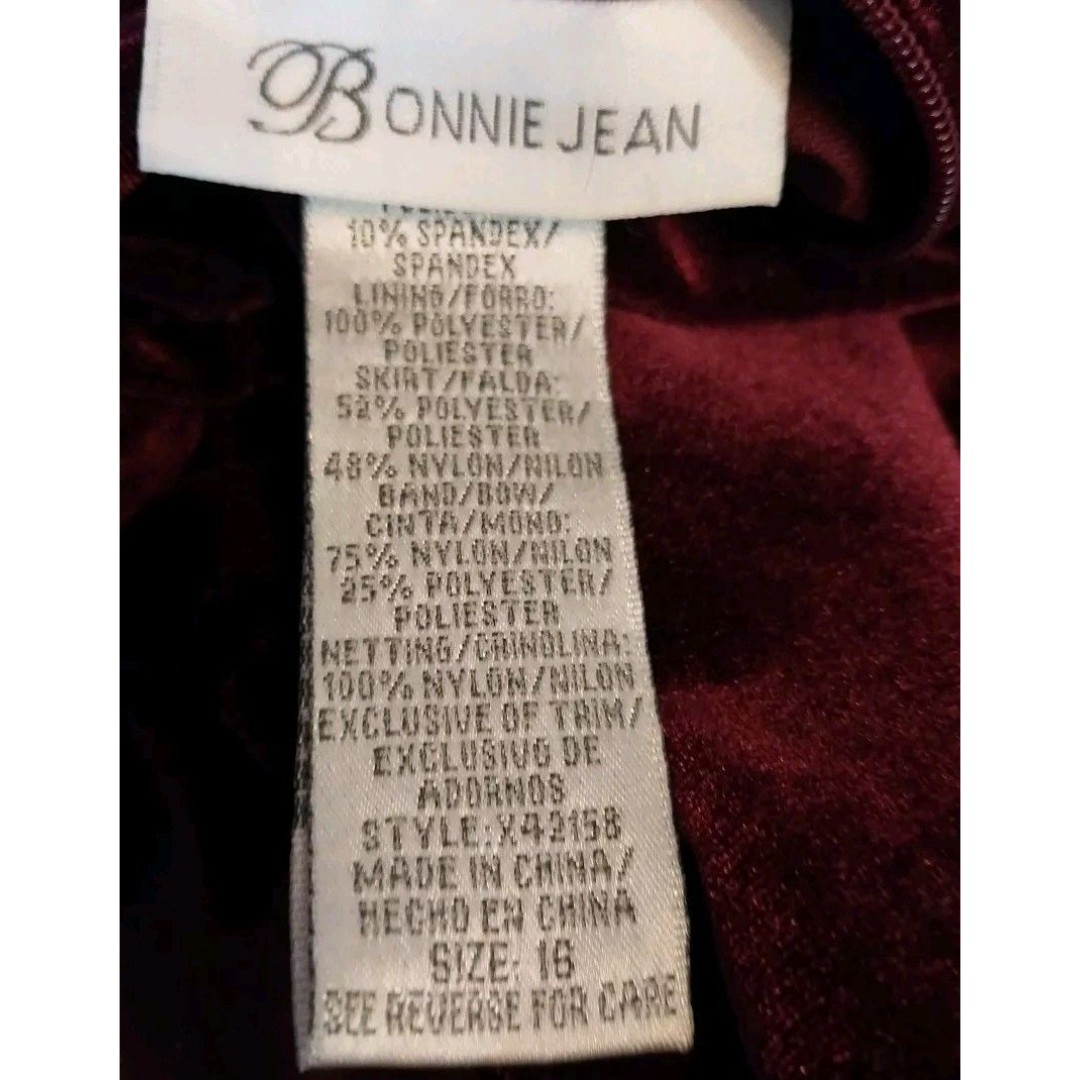 BONNIE JEAN
10% SPANDEX/
SPANDEX
LINING/FORRO:
100% POLYESTER/
POLIESTER
SKIRT/FALDA:
52% POLYESTER/
POLIESTER
48% NYLON/NILON
BAND/BOW/
CINTA/MONO:
75% NYLON/NILON
25% POLYESTER/
POLIESTER
NETTING/CRINOLINA:
100% NYLON/NILON
EXCLUSIVE OF TRIM/
EXCLUSIVO DE
ADORNOS
STYLE:X42158
MADE IN CHINA/
HECHO EN CHINA
SIZE: 16
SEE REVERSE FOR CARE